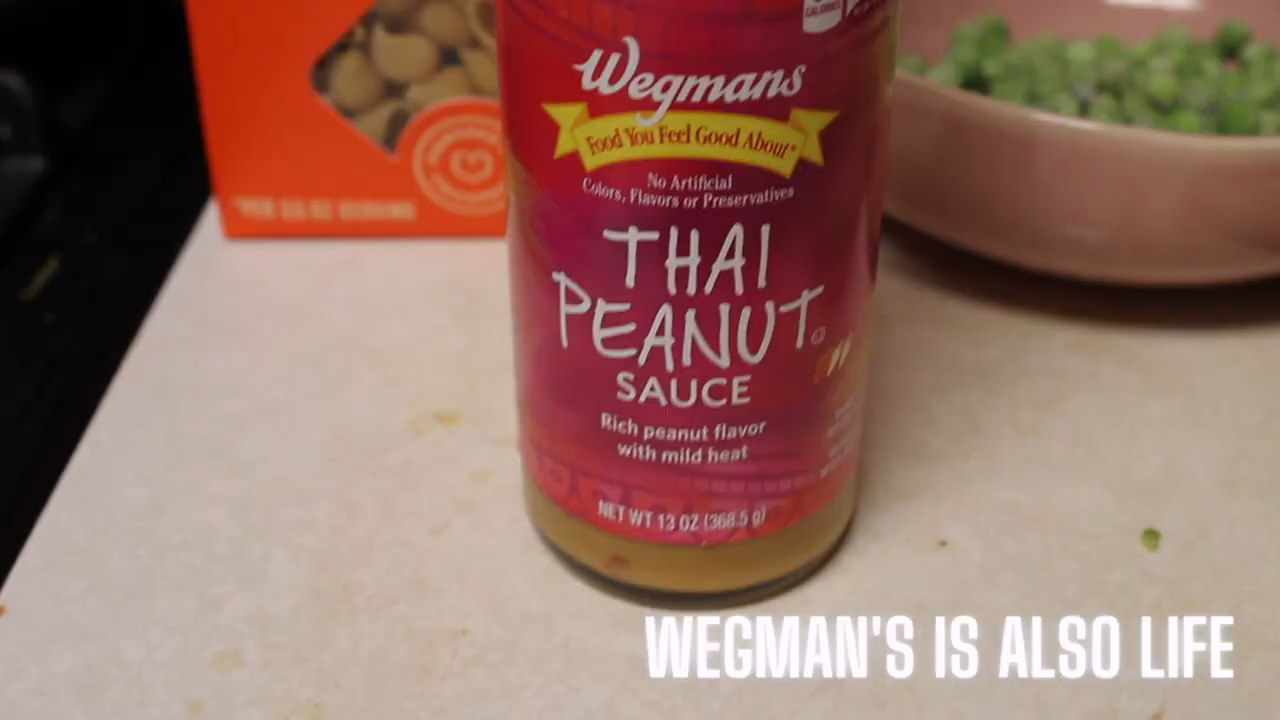 CALORIES
Wegmans
Food You Feel Good About*
No Artificial
Colors, Flavors or Preservatives
THAI
PEANUT
SAUCE
Rich peanut flavor
with mild heat
NET WT 13 OZ (368.5 g)
WEGMAN'S IS ALSO LIFE